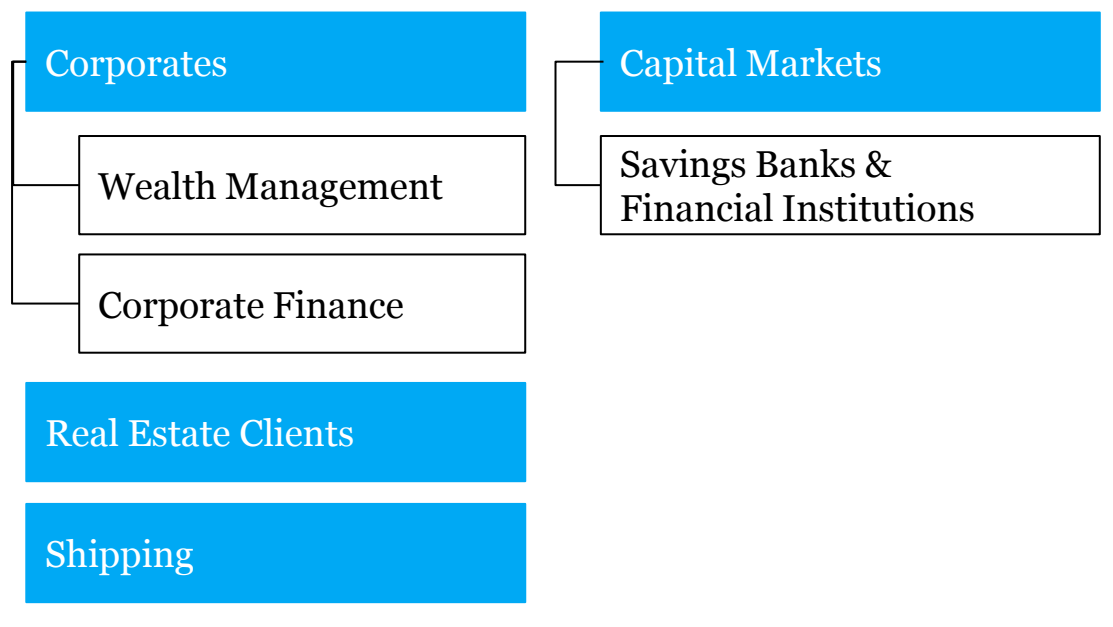 Corporates
Wealth Management
Corporate Finance
Real Estate Clients
Shipping
Capital Markets
Savings Banks &
Financial Institutions